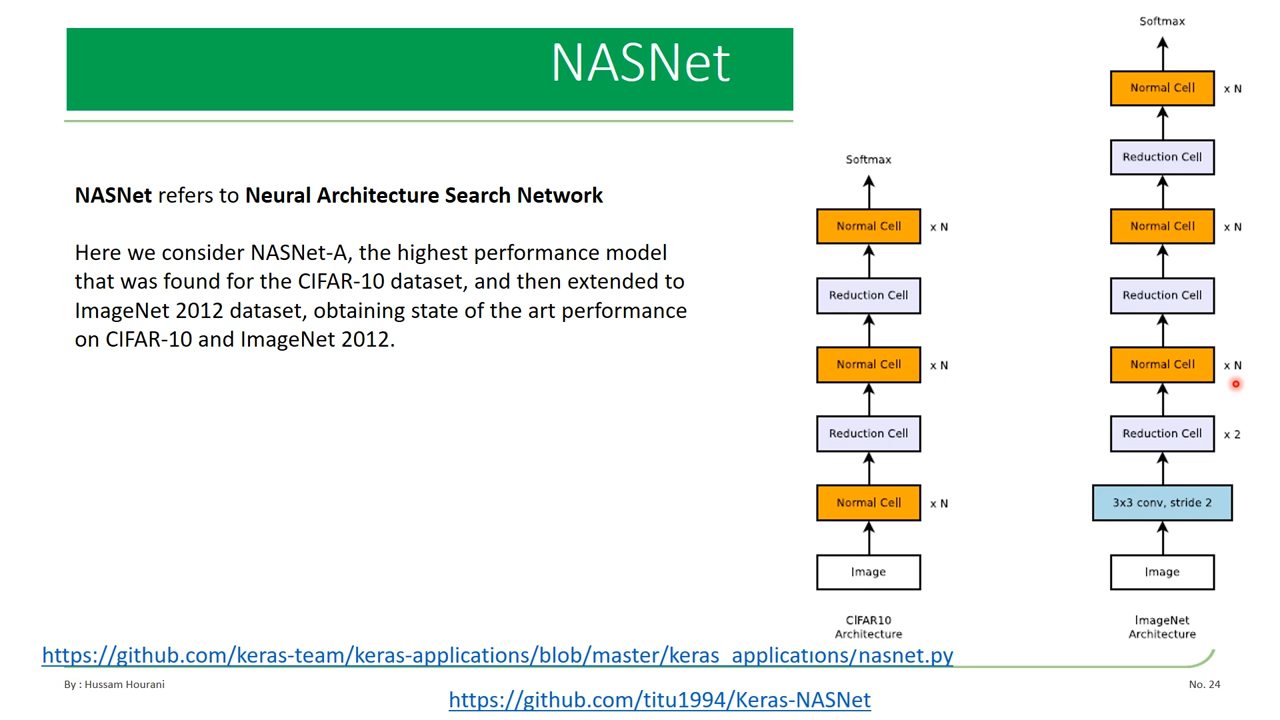 NASNet
NASNet refers to Neural Architecture Search Network
Here we consider NASNet-A, the highest performance model
that was found for the CIFAR-10 dataset, and then extended to
ImageNet 2012 dataset, obtaining state of the art performance
on CIFAR-10 and ImageNet 2012.
Softmax
Normal Cell x N
Reduction Cell
Normal Cell x N
Reduction Cell
Normal Cell x N
Image
CIFAR10
Architecture
Softmax
Normal Cell x N
Reduction Cell
Normal Cell x N
Reduction Cell
Normal Cell x N
Reduction Cell x 2
3x3 conv, stride 2
Image
ImageNet
Architecture
https://github.com/keras-team/keras-applications/blob/master/keras_applications/nasnet.py
By : Hussam Hourani
https://github.com/titu1994/Keras-NASNet
No. 24